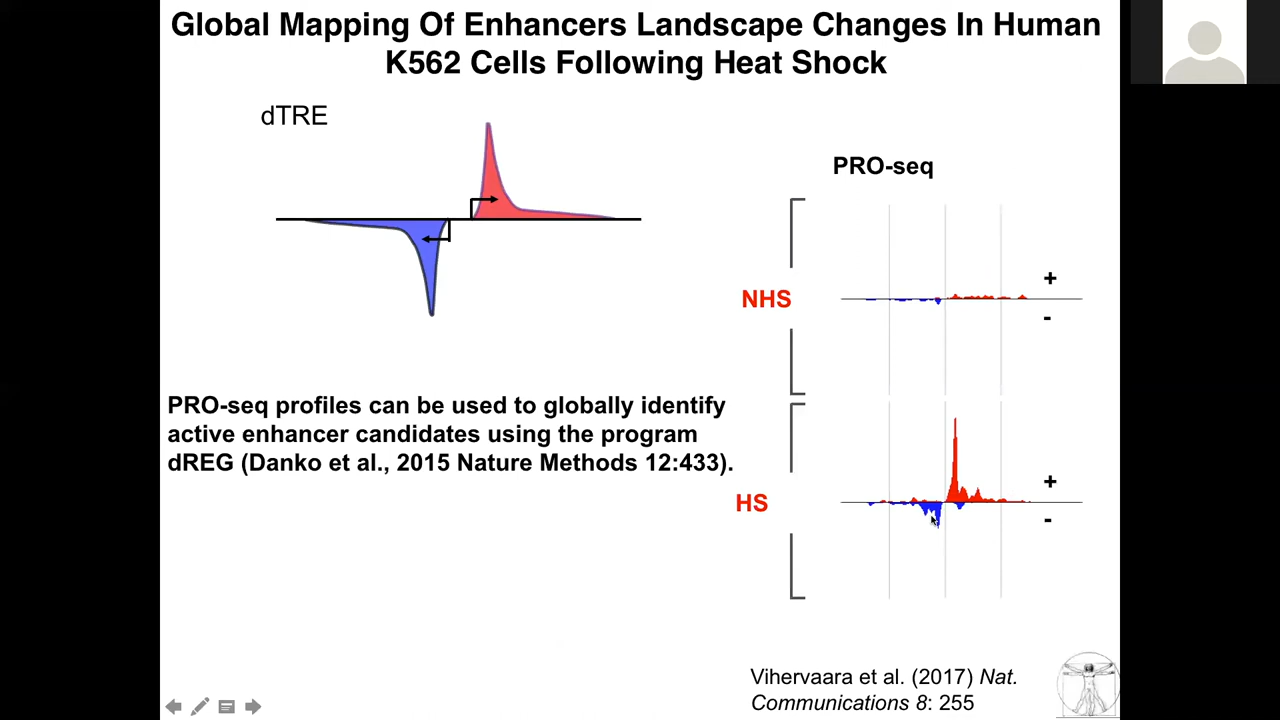 Global Mapping Of Enhancers Landscape Changes In Human
K562 Cells Following Heat Shock
dTRE
PRO-seq
+
NHS
-
PRO-seq profiles can be used to globally identify
active enhancer candidates using the program
dREG (Danko et al., 2015 Nature Methods 12:433).
+
HS
-
Vihervaara et al. (2017) Nat.
Communications 8: 255